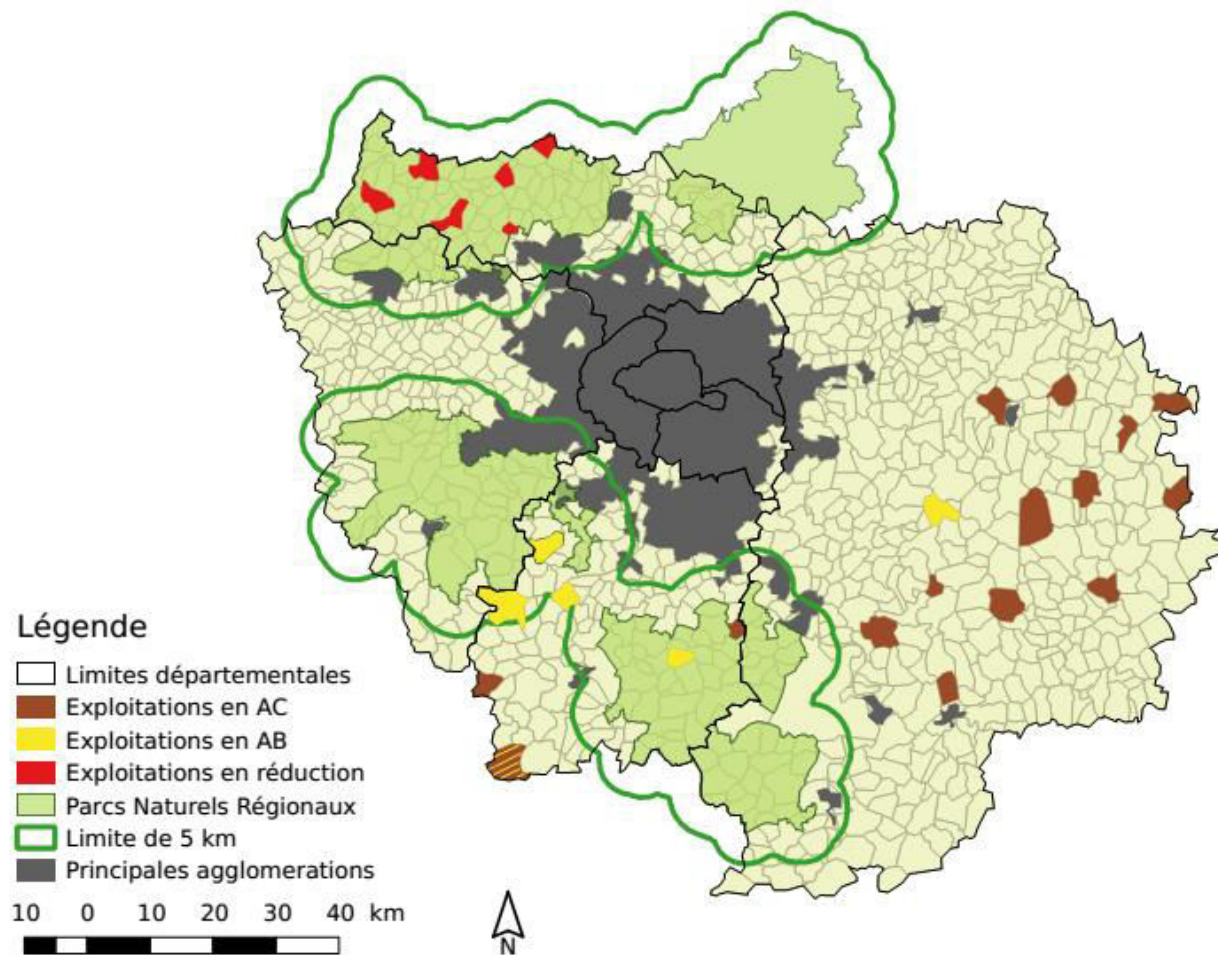 Légende
Limites départementales
Exploitations en AC
Exploitations en AB
Exploitations en réduction
Parcs Naturels Régionaux
Limite de 5 km
Principales agglomerations
10 0 10 20 30 40 km
N